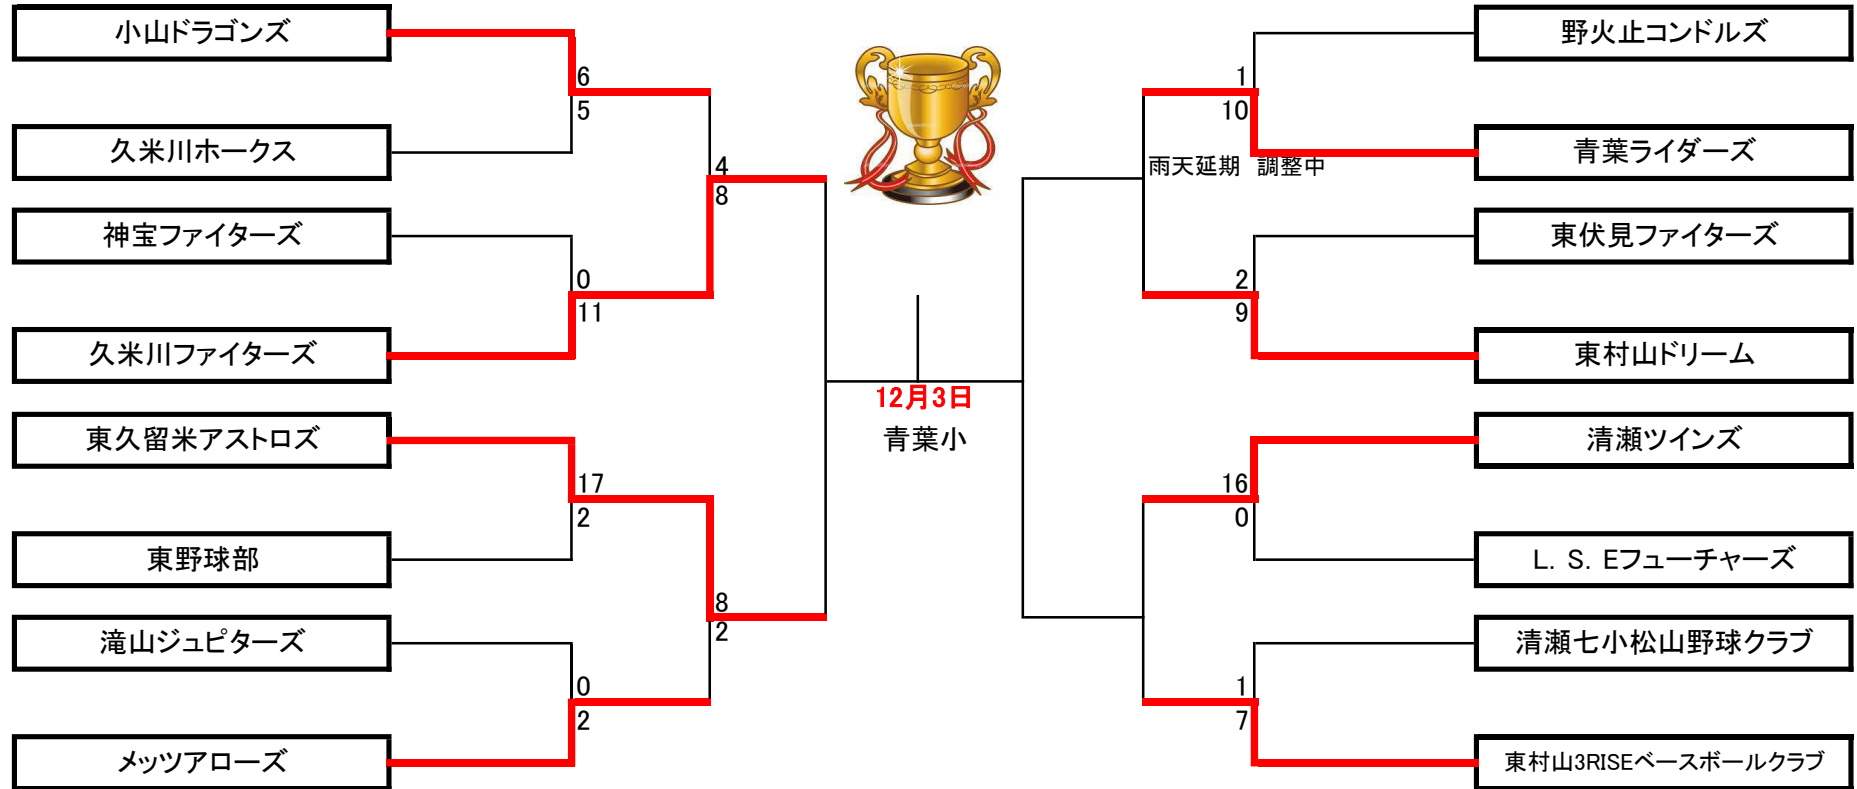 小山ドラゴンズ
6
5
久米川ホークス
4
8
神宝ファイターズ
0
11
久米川ファイターズ
東久留米アストロズ
17
2
東野球部
8
2
滝山ジュピターズ
0
2
メッツアローズ
12月3日
青葉小
野火止コンドルズ
1
10
青葉ライダーズ
雨天延期 調整中
東伏見ファイターズ
2
9
東村山ドリーム
清瀬ツインズ
16
0
L. S. Eフューチャーズ
清瀬七小松山野球クラブ
1
7
東村山3RISEベースボールクラブ